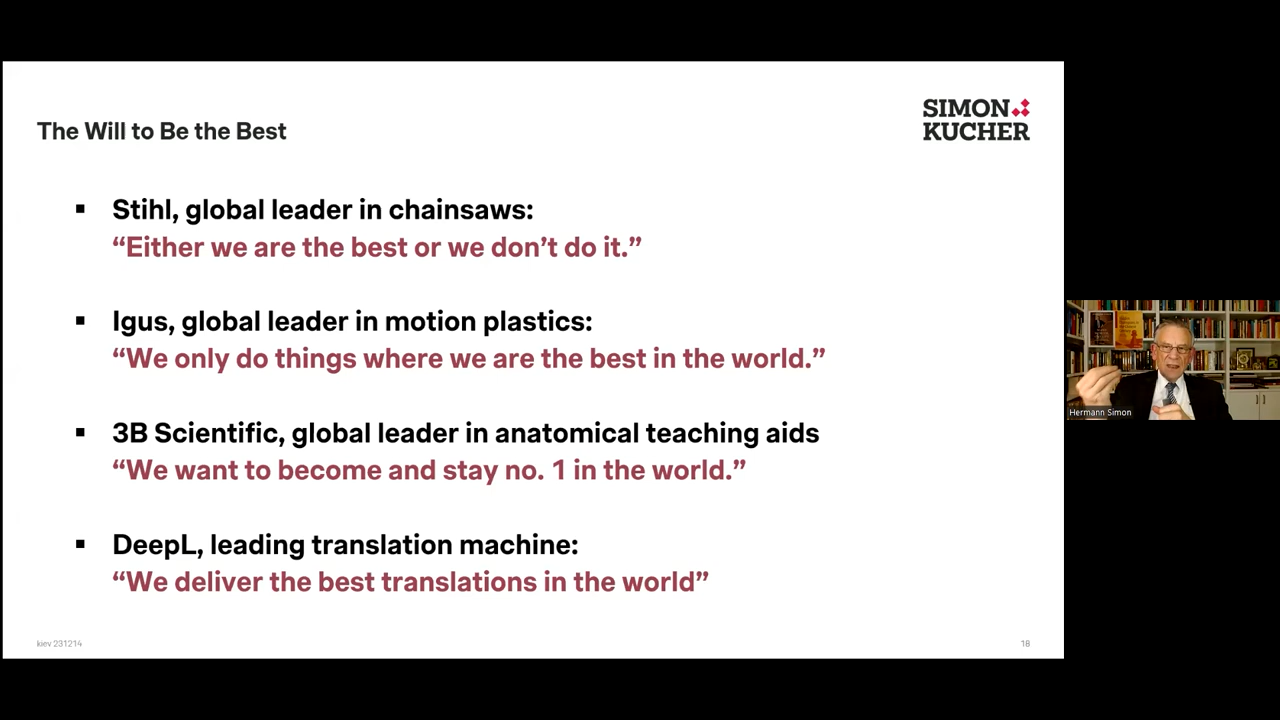 The Will to Be the Best
SIMON
KUCHER
▪ Stihl, global leader in chainsaws:
“Either we are the best or we don’t do it.”
▪ Igus, global leader in motion plastics:
“We only do things where we are the best in the world.”
▪ 3B Scientific, global leader in anatomical teaching aids
“We want to become and stay no. 1 in the world.”
▪ DeepL, leading translation machine:
“We deliver the best translations in the world”
kiev 231214
18
Hermann Simon